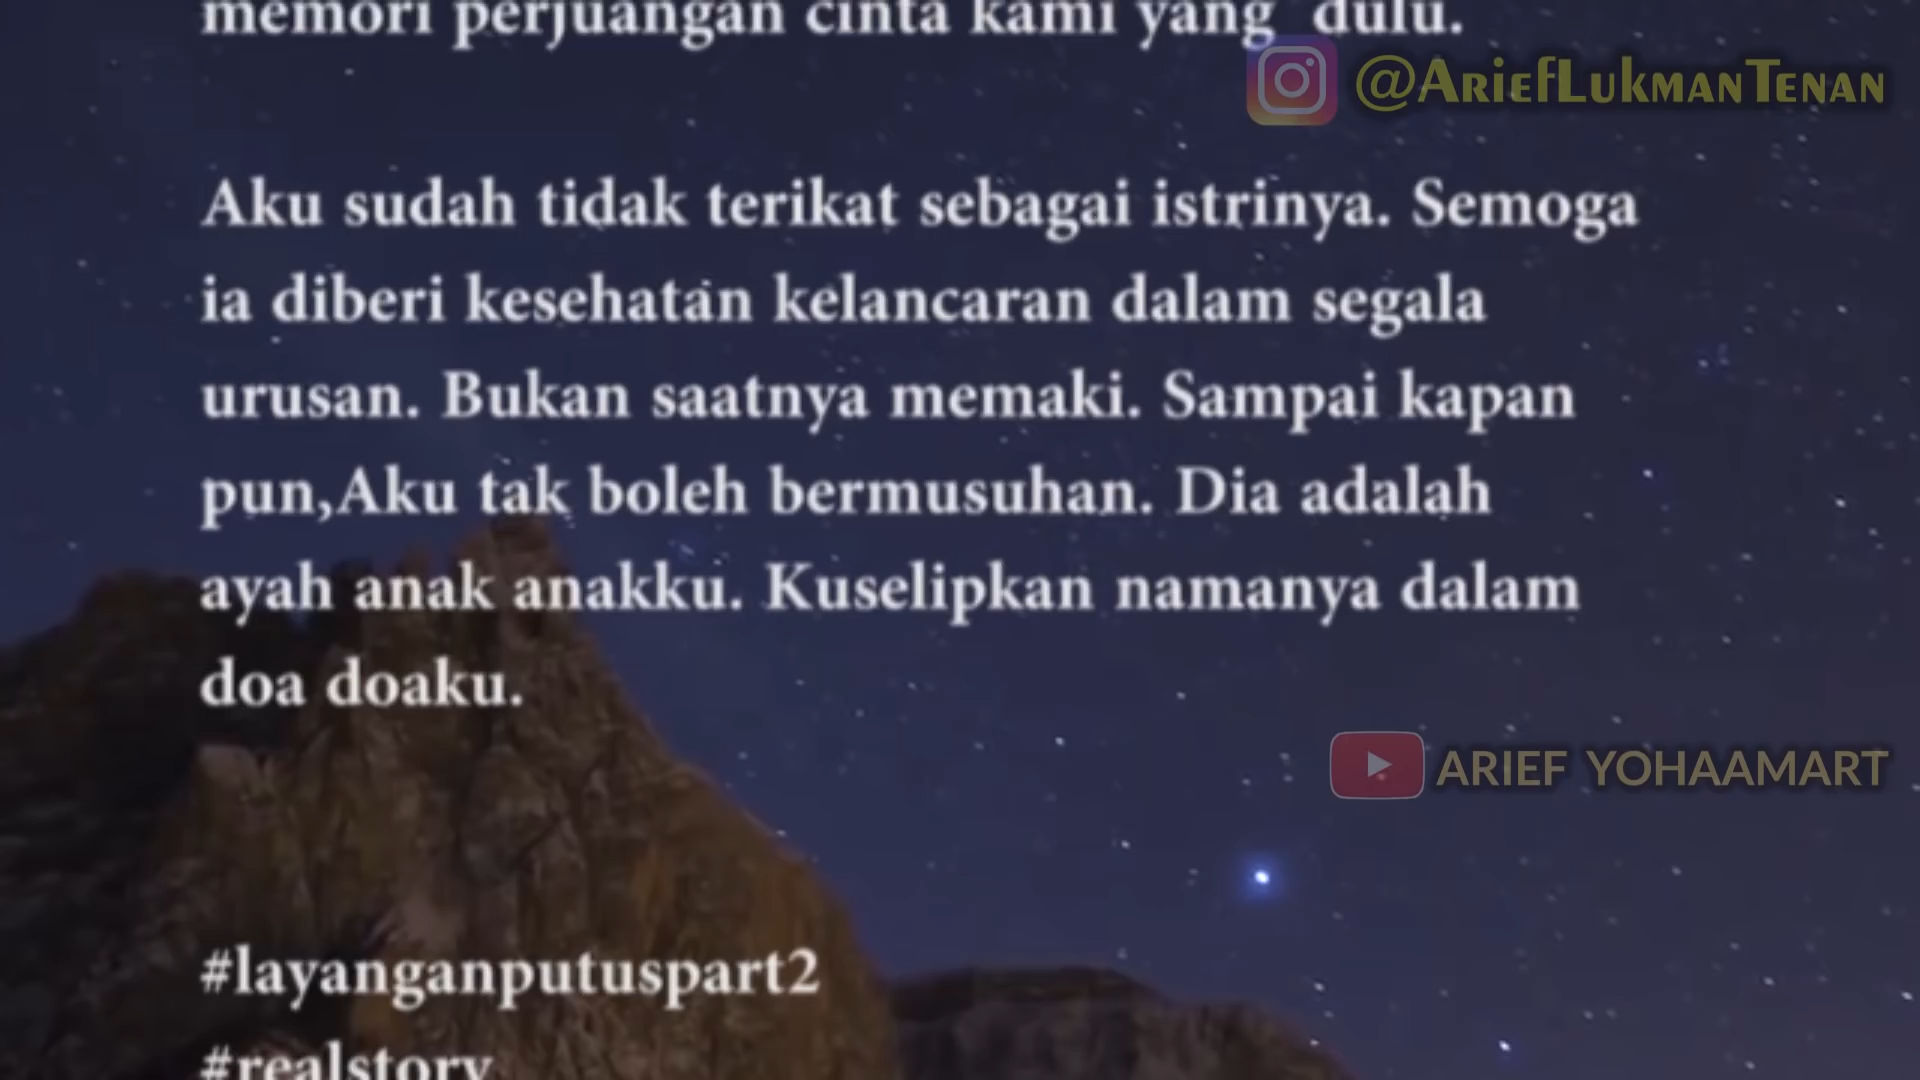 memori perjuangan cinta kami yang dulu.
@AriefLukmanTenan
Aku sudah tidak terikat sebagai istrinya. Semoga
ia diberi kesehatan kelancaran dalam segala
urusan. Bukan saatnya memaki. Sampai kapan
pun,Aku tak boleh bermusuhan. Dia adalah
ayah anak anakku. Kuselipkan namanya dalam
doa doaku.
ARIEF YOHAAMART
#layanganputuspart2
#realstory